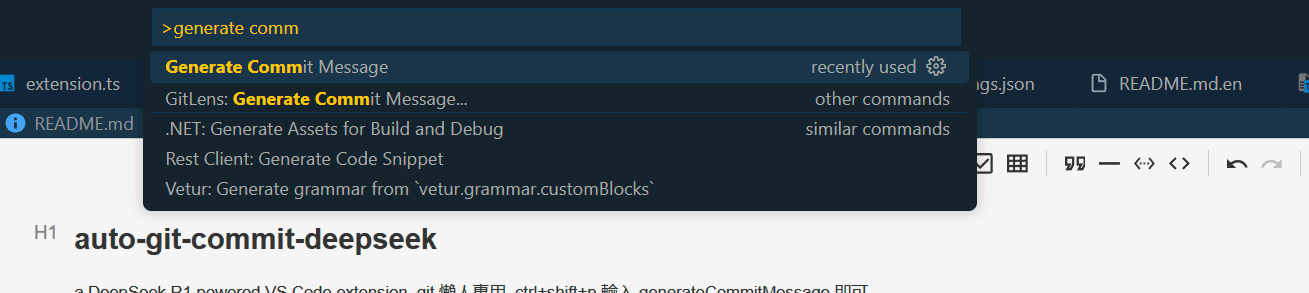 >generate comm
Generate Commit Message recently used
TS extension.ts ngs.json README.md.en
GitLens: Generate Commit Message... other commands
README.md
.NET: Generate Assets for Build and Debug similar commands
Rest Client: Generate Code Snippet
Vetur: Generate grammar from `vetur.grammar.customBlocks`
H1 auto-git-commit-deepseek
a DeepSeek R1 powered VS Code extension, git 懶人專用, ctrl+shift+p 輸入 generateCommitMessage 即可